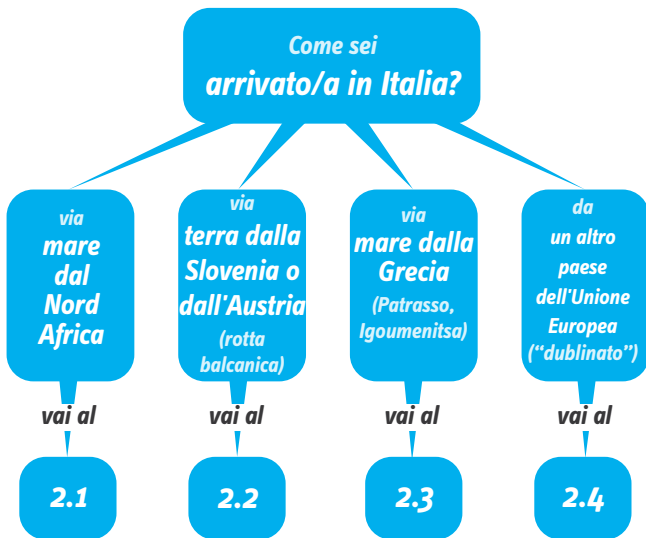 Come sei
arrivato/a in Italia?
via
mare
dal
Nord
Africa
via
terra dalla
Slovenia o
dall'Austria
(rotta
balcanica)
via
mare dalla
Grecia
(Patrasso,
Igoumenitsa)
da
un altro
paese
dell'Unione
Europea
(“dublinato”)
vai al
vai al
vai al
vai al
2.1
2.2
2.3
2.4